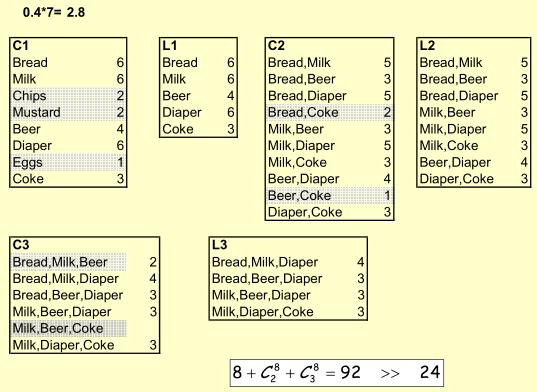 0.4*7= 2.8
C1
Bread 6
Milk 6
Chips 2
Mustard 2
Beer 4
Diaper 6
Eggs 1
Coke 3
L1
Bread 6
Milk 6
Beer 4
Diaper 6
Coke 3
C2
Bread,Milk 5
Bread,Beer 3
Bread,Diaper 5
Bread,Coke 2
Milk,Beer 3
Milk,Diaper 5
Milk,Coke 3
Beer,Diaper 4
Beer,Coke 1
Diaper,Coke 3
L2
Bread,Milk 5
Bread,Beer 3
Bread,Diaper 5
Milk,Beer 3
Milk,Diaper 5
Milk,Coke 3
Beer,Diaper 4
Diaper,Coke 3
C3
Bread,Milk,Beer 2
Bread,Milk,Diaper 4
Bread,Beer,Diaper 3
Milk,Beer,Diaper 3
Milk,Beer,Coke
Milk,Diaper,Coke 3
L3
Bread,Milk,Diaper 4
Bread,Beer,Diaper 3
Milk,Beer,Diaper 3
Milk,Diaper,Coke 3
8 + C₂⁸ + C₃⁸ = 92 >> 24